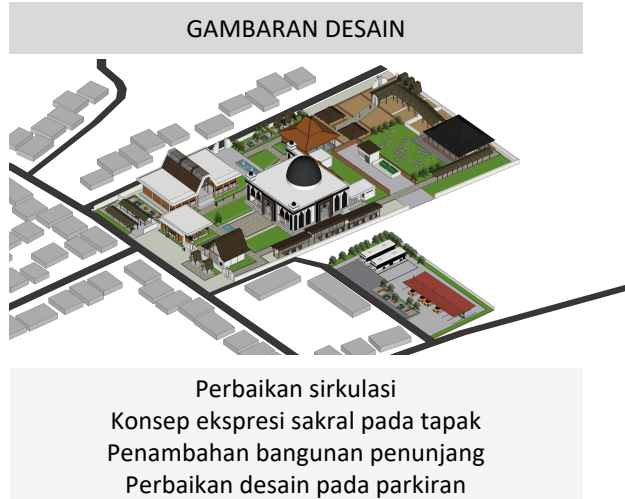 GAMBARAN DESAIN
Perbaikan sirkulasi
Konsep ekspresi sakral pada tapak
Penambahan bangunan penunjang
Perbaikan desain pada parkiran